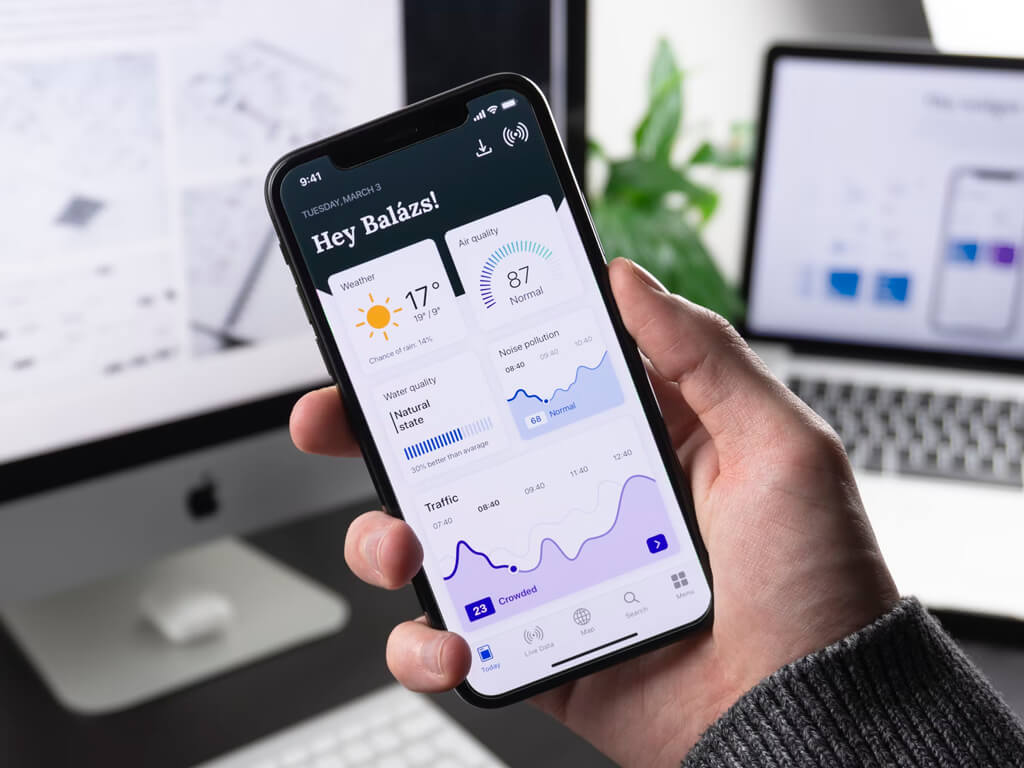 9:41
TUESDAY, MARCH 3
Hey Balázs!
Weather
17°
19° / 9°
Chance of rain: 14%
Air quality
87
Normal
Water quality
Natural
state
30% better than avarage
Noise pollution
08:40 09:40 10:40
68 Normal
Traffic
07:40 08:40 09:40 11:40 12:40
23 Crowded
Today Live Data Map Search Menu